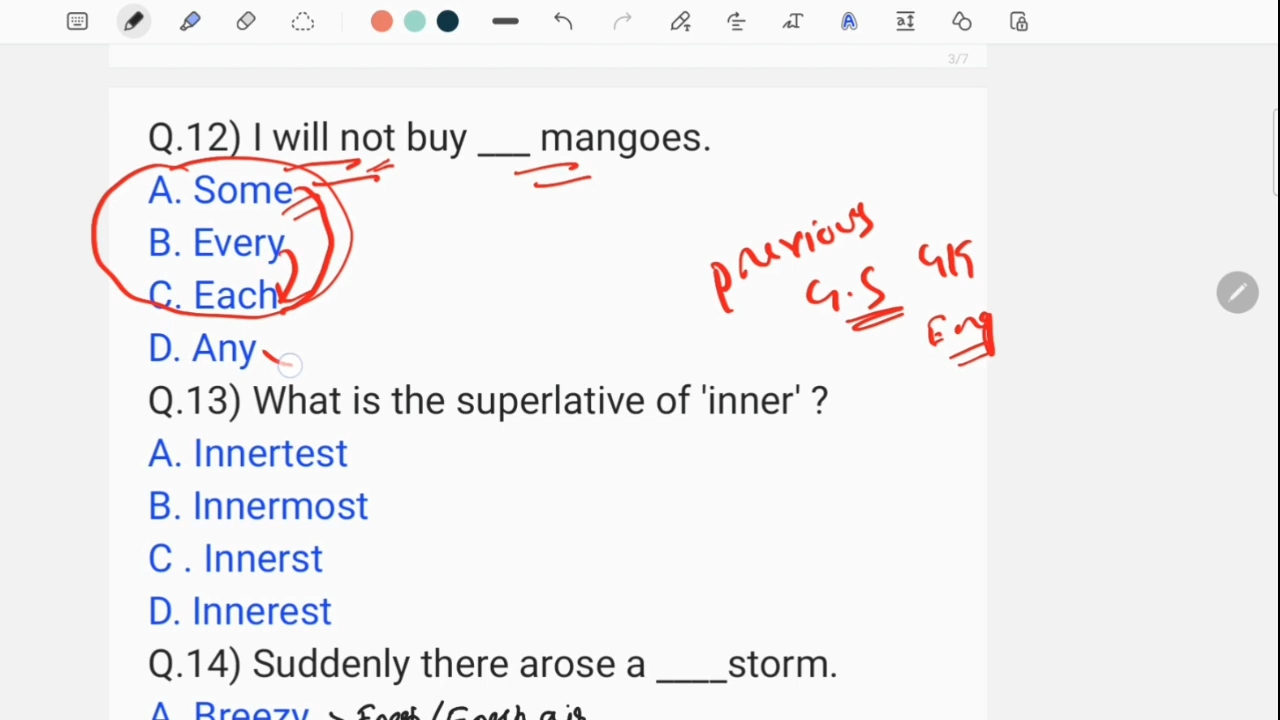 3/7
Q.12) I will not buy ___ mangoes.
A. Some
B. Every
C. Each
D. Any
previous
G.S
GK
Eng
Q.13) What is the superlative of 'inner' ?
A. Innertest
B. Innermost
C . Innerst
D. Innerest
Q.14) Suddenly there arose a ____storm.
A. Breezy